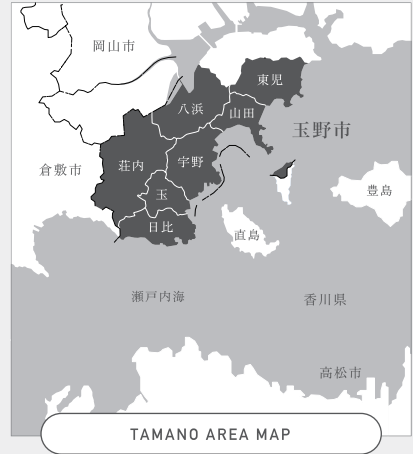 岡山市
東児
八浜
山田
玉野市
荘内
宇野
倉敷市
玉
豊島
日比
直島
瀬戸内海
香川県
高松市
TAMANO AREA MAP